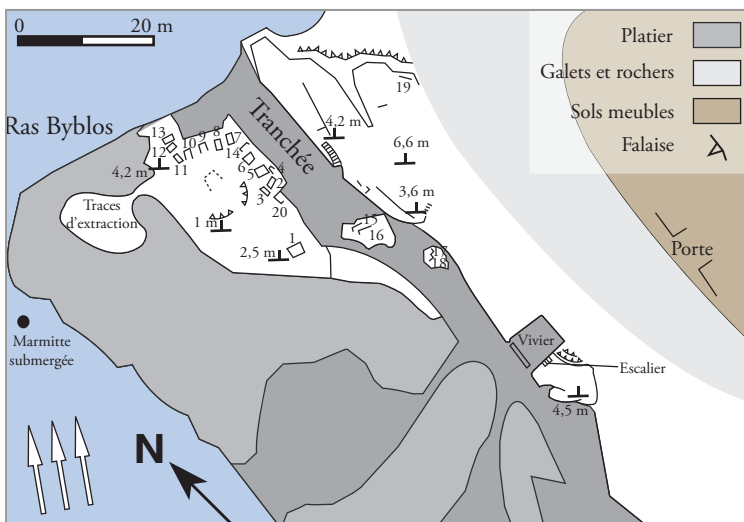 0 20 m
Platier
Galets et rochers
Sols meubles
Falaise
Ras Byblos
Tranchée
4,2 m
19
6,6 m
3,6 m
13
12
11
10
9
8
7
14
6
5
4
2
3
20
4,2 m
Traces
d'extraction
1 m
2,5 m
1
15
16
17
18
Porte
Vivier
Escalier
4,5 m
Marmitte
submergée
N